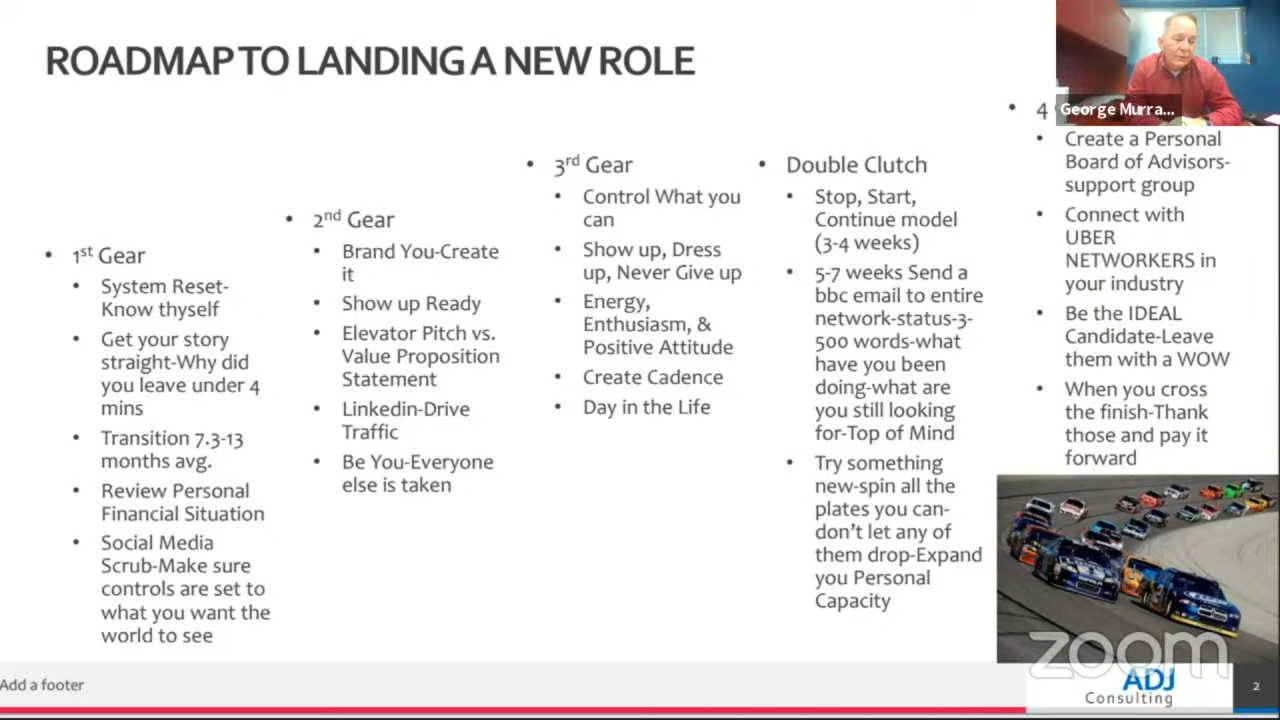 ROADMAP TO LANDING A NEW ROLE
George Murra...
1st Gear
System Reset-
Know thyself
Get your story
straight-Why did
you leave under 4
mins
Transition 7.3-13
months avg.
Review Personal
Financial Situation
Social Media
Scrub-Make sure
controls are set to
what you want the
world to see
2nd Gear
Brand You-Create
it
Show up Ready
Elevator Pitch vs.
Value Proposition
Statement
Linkedin-Drive
Traffic
Be You-Everyone
else is taken
3rd Gear
Control What you
can
Show up, Dress
up, Never Give up
Energy,
Enthusiasm, &
Positive Attitude
Create Cadence
Day in the Life
Double Clutch
Stop, Start,
Continue model
(3-4 weeks)
5-7 weeks Send a
bbc email to entire
network-status-3-
500 words-what
have you been
doing-what are
you still looking
for-Top of Mind
Try something
new-spin all the
plates you can-
don't let any of
them drop-Expand
you Personal
Capacity
4
Create a Personal
Board of Advisors-
support group
Connect with
UBER
NETWORKERS in
your industry
Be the IDEAL
Candidate-Leave
them with a WOW
When you cross
the finish-Thank
those and pay it
forward
zoom
Add a footer
ADJ
Consulting
2